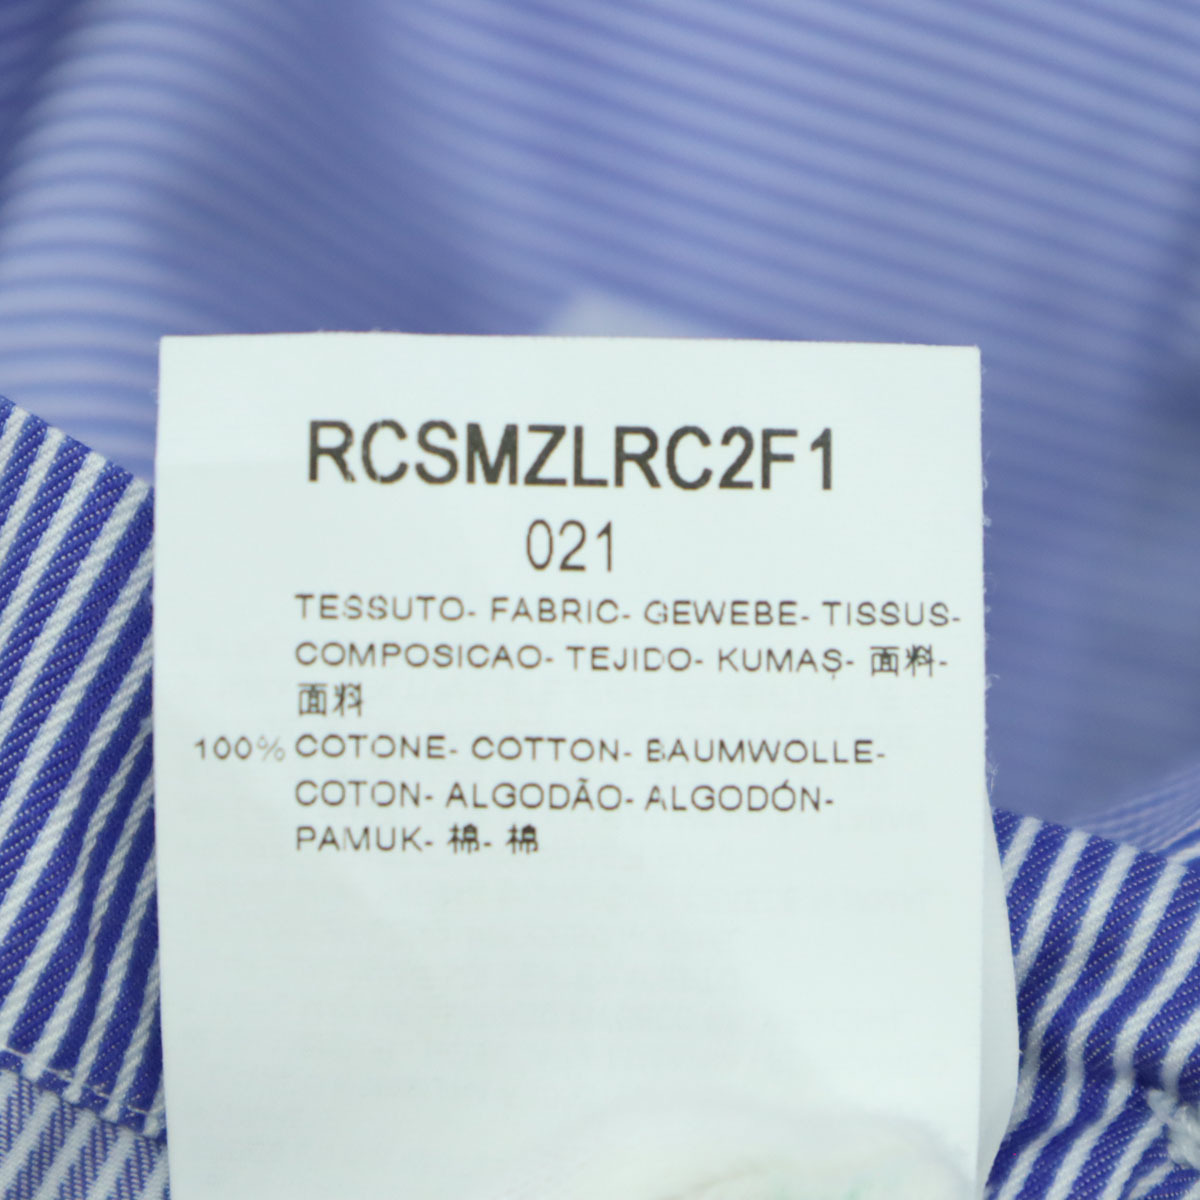 RCSMZLRC2F1
021
TESSUTO- FABRIC- GEWEBE- TISSUS-
COMPOSICAO- TEJIDO- KUMAŞ- 面料-
面料
100% COTONE- COTTON- BAUMWOLLE-
COTON- ALGODÃO- ALGODÓN-
PAMUK- 棉- 棉